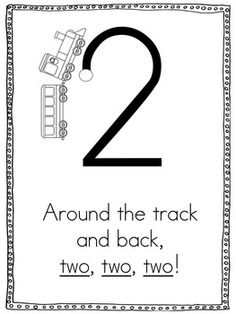 2
Around the track
and back,
two, two, two!